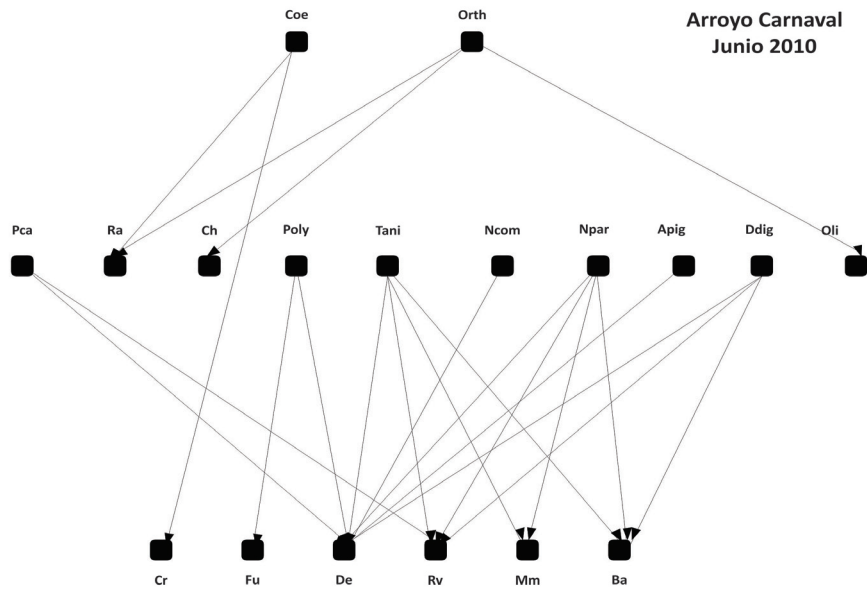 Coe Orth Arroyo Carnaval
Junio 2010
Pca Ra Ch Poly Tani Ncom Npar Apig Ddig Oli
Cr Fu De Rv Mm Ba